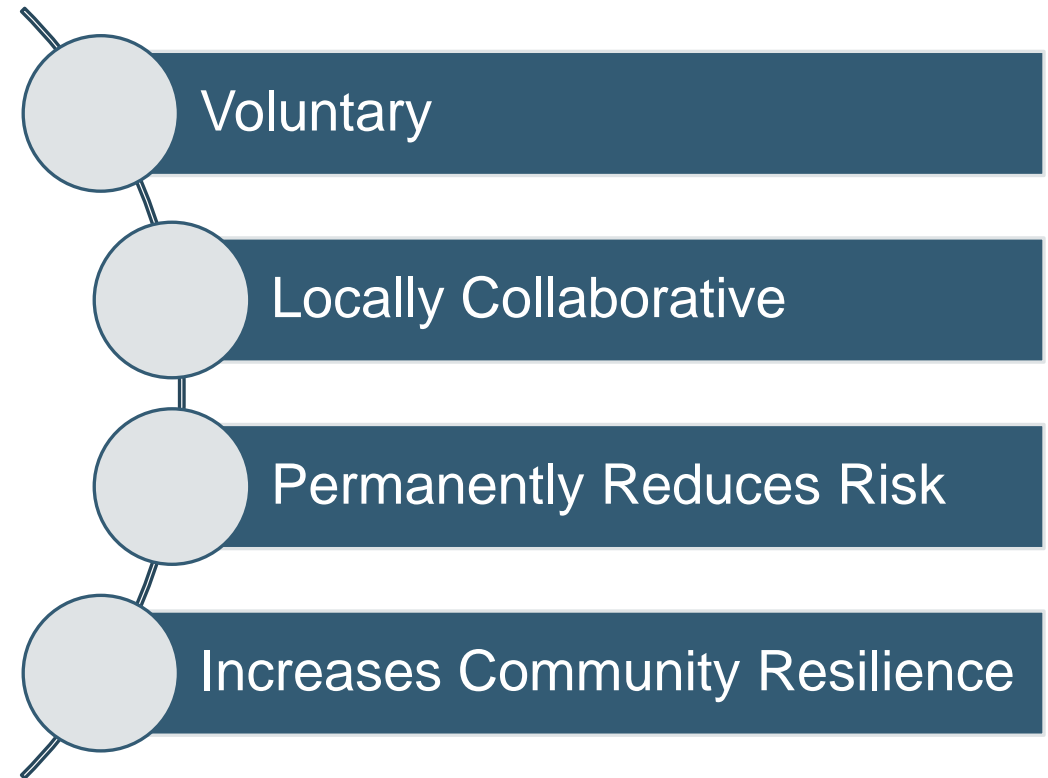 Voluntary
Locally Collaborative
Permanently Reduces Risk
Increases Community Resilience